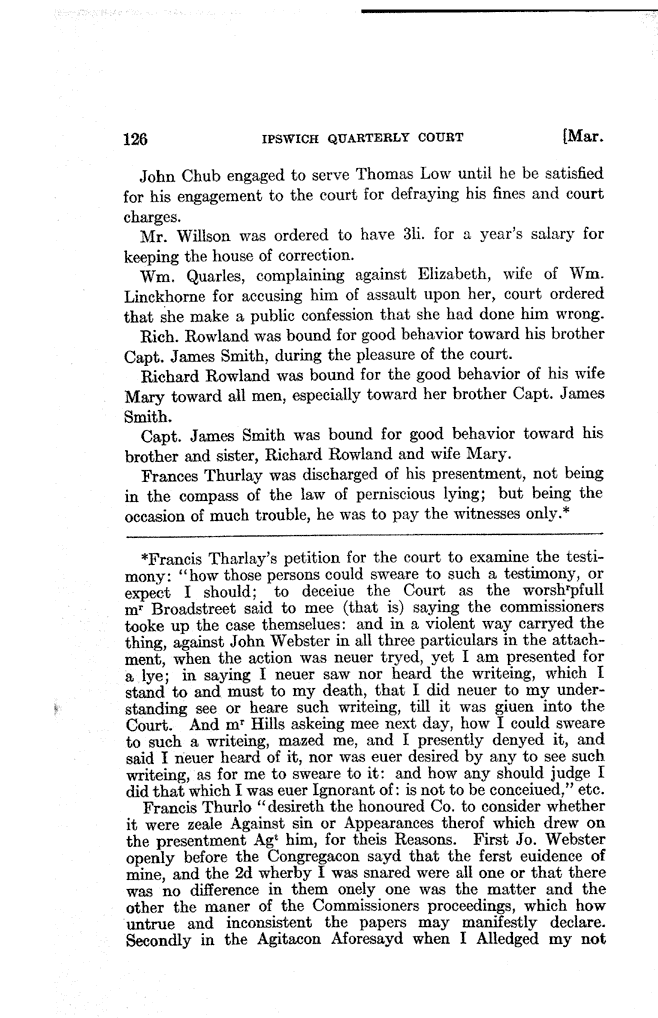 126 IPSWICH QUARTERLY COURT [Mar.
John Chub engaged to serve Thomas Low until he be satisfied
for his engagement to the court for defraying his fines and court
charges.
Mr. Willson was ordered to have 3li. for a year's salary for
keeping the house of correction.
Wm. Quarles, complaining against Elizabeth, wife of Wm.
Linckhorne for accusing him of assault upon her, court ordered
that she make a public confession that she had done him wrong.
Rich. Rowland was bound for good behavior toward his brother
Capt. James Smith, during the pleasure of the court.
Richard Rowland was bound for the good behavior of his wife
Mary toward all men, especially toward her brother Capt. James
Smith.
Capt. James Smith was bound for good behavior toward his
brother and sister, Richard Rowland and wife Mary.
Frances Thurlay was discharged of his presentment, not being
in the compass of the law of perniscious lying; but being the
occasion of much trouble, he was to pay the witnesses only.*
*Francis Tharlay's petition for the court to examine the testi-
mony: "how those persons could sweare to such a testimony, or
expect I should; to deceiue the Court as the worshʳpfull
mʳ Broadstreet said to mee (that is) saying the commissioners
tooke up the case themselues: and in a violent way carryed the
thing, against John Webster in all three particulars in the attach-
ment, when the action was neuer tryed, yet I am presented for
a lye; in saying I neuer saw nor heard the writeing, which I
stand to and must to my death, that I did neuer to my under-
standing see or heare such writeing, till it was giuen into the
Court. And mʳ Hills askeing mee next day, how I could sweare
to such a writeing, mazed me, and I presently denyed it, and
said I neuer heard of it, nor was euer desired by any to see such
writeing, as for me to sweare to it: and how any should judge I
did that which I was euer Ignorant of: is not to be conceiued," etc.
Francis Thurlo "desireth the honoured Co. to consider whether
it were zeale Against sin or Appearances therof which drew on
the presentment Agᵗ him, for theis Reasons. First Jo. Webster
openly before the Congregacon sayd that the ferst euidence of
mine, and the 2d wherby I was snared were all one or that there
was no difference in them onely one was the matter and the
other the maner of the Commissioners proceedings, which how
untrue and inconsistent the papers may manifestly declare.
Secondly in the Agitacon Aforesayd when I Alledged my not